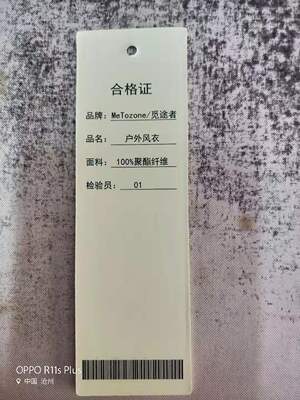 合格证
品牌：MeTozone/觅途者
品名： 户外风衣
面料： 100%聚酯纤维
检验员： 01
OPPO R11s Plus
中国 沧州